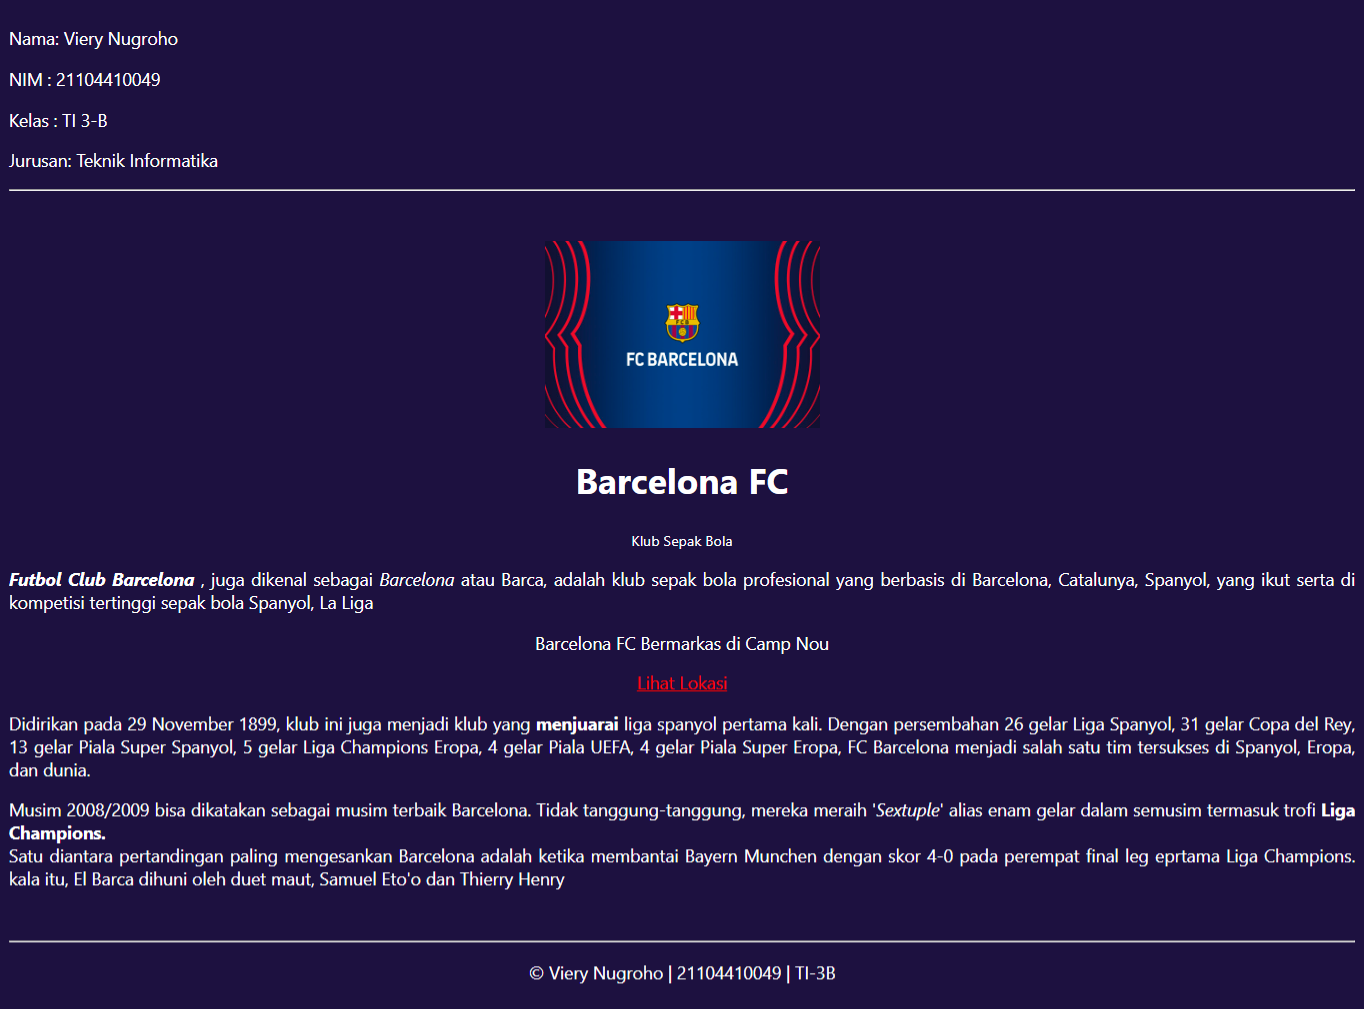 Nama: Viery Nugroho
NIM : 21104410049
Kelas : TI 3-B
Jurusan: Teknik Informatika
FCB
FC BARCELONA
Barcelona FC
Klub Sepak Bola
Futbol Club Barcelona , juga dikenal sebagai Barcelona atau Barca, adalah klub sepak bola profesional yang berbasis di Barcelona, Catalunya, Spanyol, yang ikut serta di
kompetisi tertinggi sepak bola Spanyol, La Liga
Barcelona FC Bermarkas di Camp Nou
Lihat Lokasi
Didirikan pada 29 November 1899, klub ini juga menjadi klub yang menjuarai liga spanyol pertama kali. Dengan persembahan 26 gelar Liga Spanyol, 31 gelar Copa del Rey,
13 gelar Piala Super Spanyol, 5 gelar Liga Champions Eropa, 4 gelar Piala UEFA, 4 gelar Piala Super Eropa, FC Barcelona menjadi salah satu tim tersukses di Spanyol, Eropa,
dan dunia.
Musim 2008/2009 bisa dikatakan sebagai musim terbaik Barcelona. Tidak tanggung-tanggung, mereka meraih 'Sextuple' alias enam gelar dalam semusim termasuk trofi Liga
Champions.
Satu diantara pertandingan paling mengesankan Barcelona adalah ketika membantai Bayern Munchen dengan skor 4-0 pada perempat final leg eprtama Liga Champions.
kala itu, El Barca dihuni oleh duet maut, Samuel Eto'o dan Thierry Henry
© Viery Nugroho | 21104410049 | TI-3B